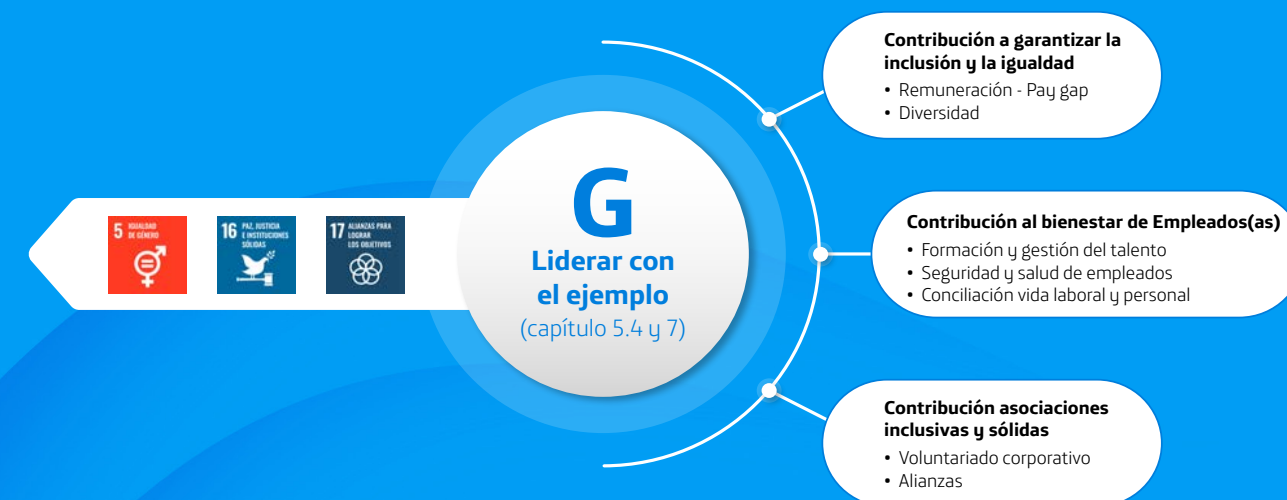 Contribución a garantizar la
inclusión y la igualdad
• Remuneración - Pay gap
• Diversidad
5 IGUALDAD
DE GÉNERO
16 PAZ, JUSTICIA
E INSTITUCIONES
SÓLIDAS
17 ALIANZAS PARA
LOGRAR
LOS OBJETIVOS
G
Liderar con
el ejemplo
(capítulo 5.4 y 7)
Contribución al bienestar de Empleados(as)
• Formación y gestión del talento
• Seguridad y salud de empleados
• Conciliación vida laboral y personal
Contribución asociaciones
inclusivas y sólidas
• Voluntariado corporativo
• Alianzas